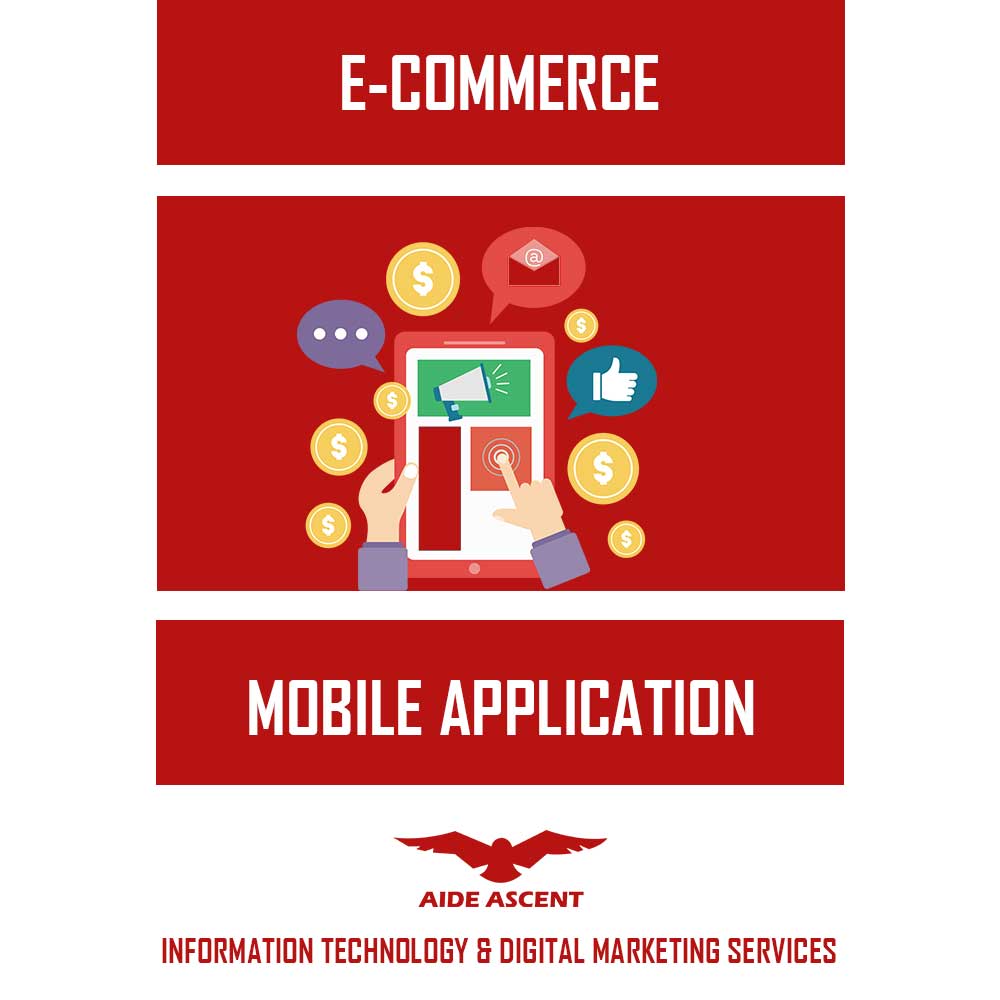 E-COMMERCE
@
MOBILE APPLICATION
AIDE ASCENT
INFORMATION TECHNOLOGY & DIGITAL MARKETING SERVICES